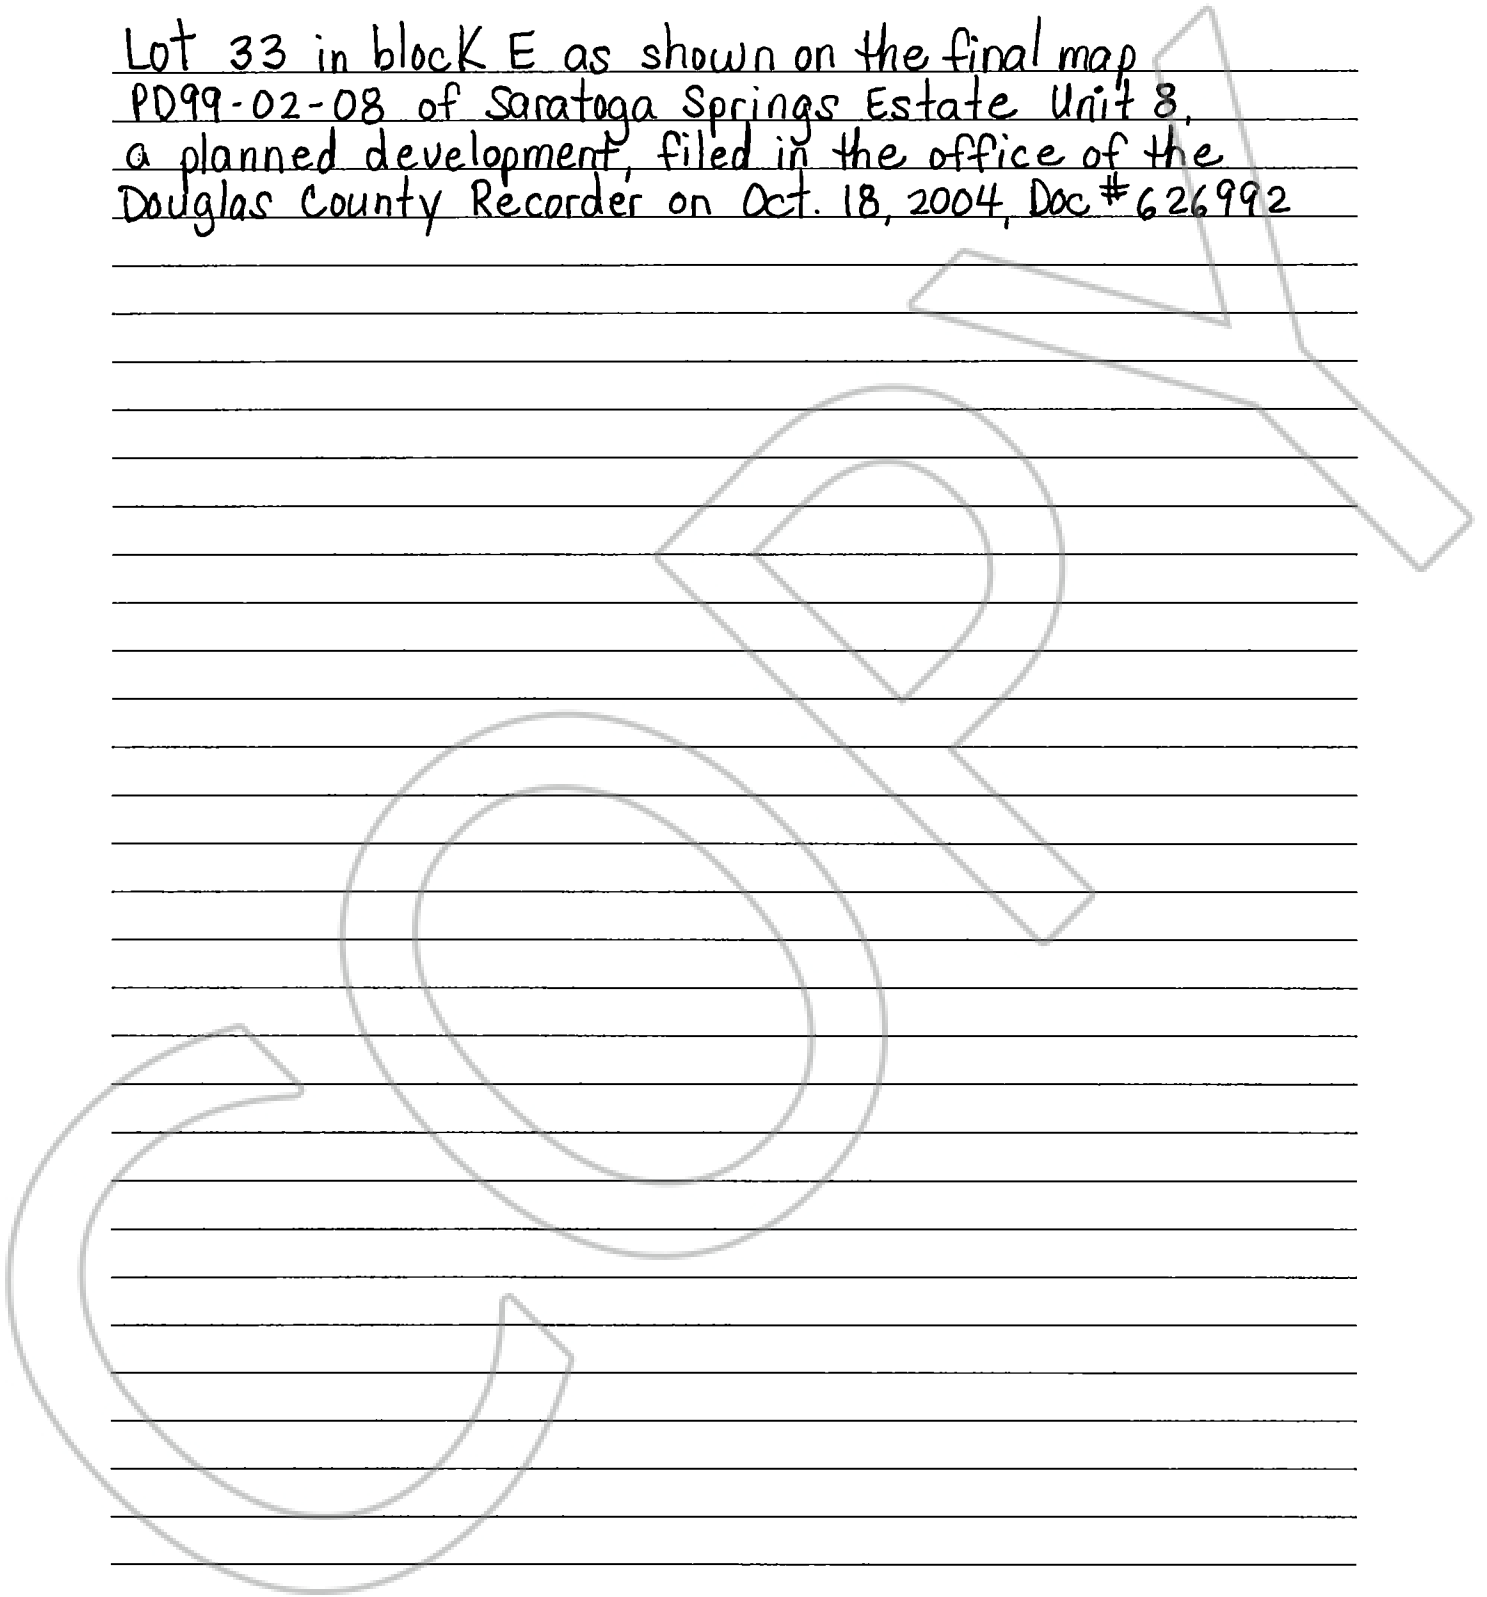 Lot 33 in block E as shown on the final map
PD99-02-08 of Saratoga Springs Estate Unit 8,
a planned development, filed in the office of the
Douglas County Recorder on Oct. 18, 2004, Doc # 626992
COPY